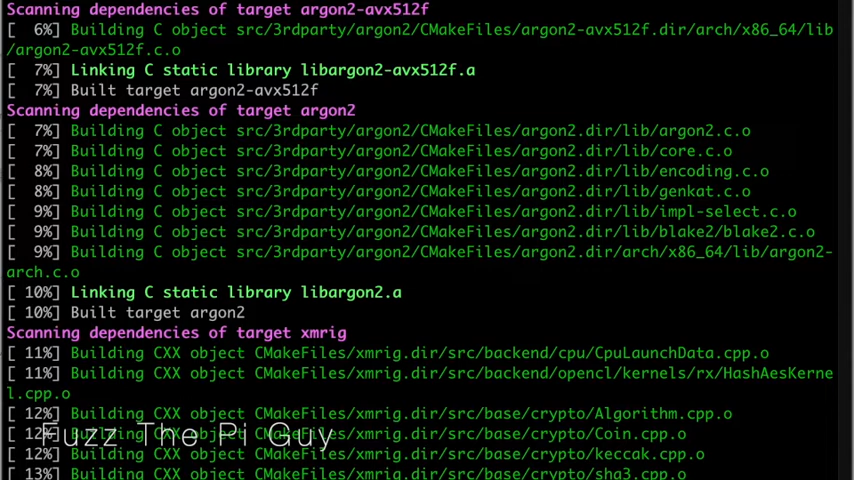 Scanning dependencies of target argon2-avx512f
[  6%] Building C object src/3rdparty/argon2/CMakeFiles/argon2-avx512f.dir/arch/x86_64/lib
/argon2-avx512f.c.o
[  7%] Linking C static library libargon2-avx512f.a
[  7%] Built target argon2-avx512f
Scanning dependencies of target argon2
[  7%] Building C object src/3rdparty/argon2/CMakeFiles/argon2.dir/lib/argon2.c.o
[  7%] Building C object src/3rdparty/argon2/CMakeFiles/argon2.dir/lib/core.c.o
[  8%] Building C object src/3rdparty/argon2/CMakeFiles/argon2.dir/lib/encoding.c.o
[  8%] Building C object src/3rdparty/argon2/CMakeFiles/argon2.dir/lib/genkat.c.o
[  9%] Building C object src/3rdparty/argon2/CMakeFiles/argon2.dir/lib/impl-select.c.o
[  9%] Building C object src/3rdparty/argon2/CMakeFiles/argon2.dir/lib/blake2/blake2.c.o
[  9%] Building C object src/3rdparty/argon2/CMakeFiles/argon2.dir/arch/x86_64/lib/argon2-
arch.c.o
[ 10%] Linking C static library libargon2.a
[ 10%] Built target argon2
Scanning dependencies of target xmrig
[ 11%] Building CXX object CMakeFiles/xmrig.dir/src/backend/cpu/CpuLaunchData.cpp.o
[ 11%] Building CXX object CMakeFiles/xmrig.dir/src/backend/opencl/kernels/rx/HashAesKerne
l.cpp.o
[ 12%] Building CXX object CMakeFiles/xmrig.dir/src/base/crypto/Algorithm.cpp.o
[ 12%] Building CXX object CMakeFiles/xmrig.dir/src/base/crypto/Coin.cpp.o
Fuzz The Pi Guy
[ 12%] Building CXX object CMakeFiles/xmrig.dir/src/base/crypto/keccak.cpp.o
[ 13%] Building CXX object CMakeFiles/xmrig.dir/src/base/crypto/sha3.cpp.o